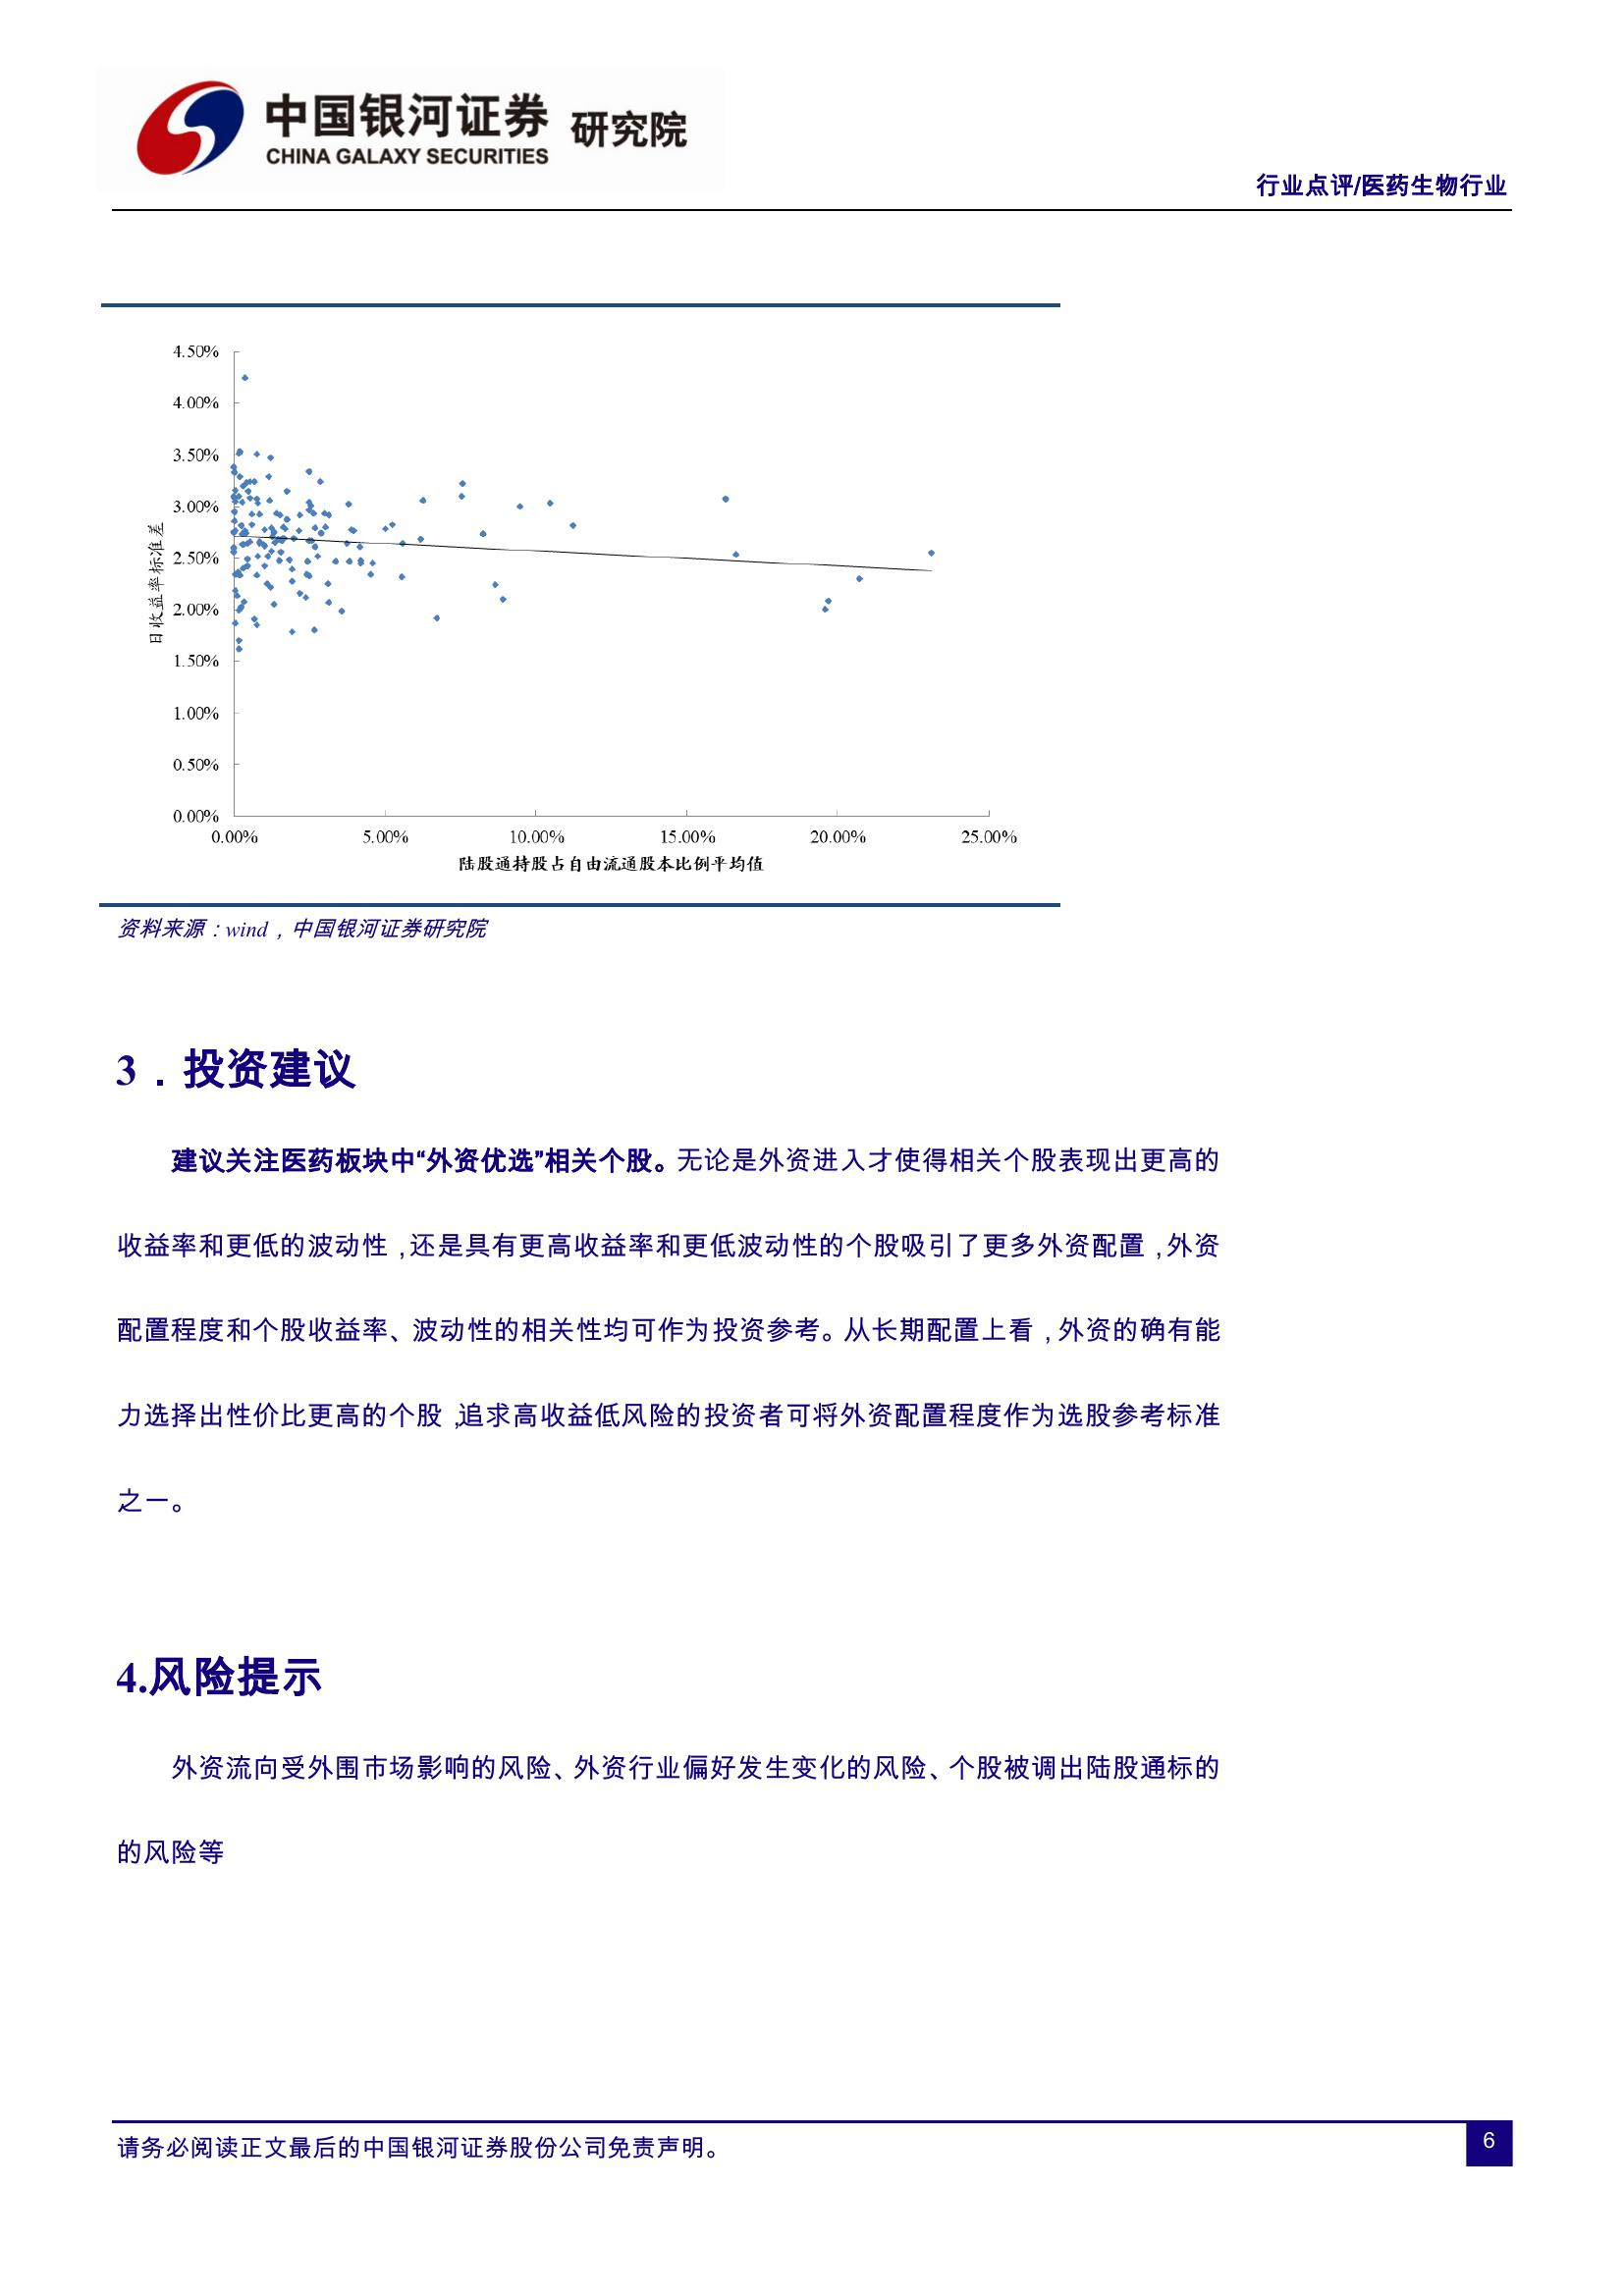 中国银河证券 研究院
CHINA GALAXY SECURITIES
行业点评/医药生物行业
4.50%
4.00%
3.50%
3.00%
2.50%
2.00%
1.50%
1.00%
0.50%
0.00%
日收益率标准差
0.00% 5.00% 10.00% 15.00% 20.00% 25.00%
陆股通持股占自由流通股本比例平均值
资料来源：wind，中国银河证券研究院
3．投资建议
建议关注医药板块中“外资优选”相关个股。无论是外资进入才使得相关个股表现出更高的
收益率和更低的波动性，还是具有更高收益率和更低波动性的个股吸引了更多外资配置，外资
配置程度和个股收益率、波动性的相关性均可作为投资参考。从长期配置上看，外资的确有能
力选择出性价比更高的个股，追求高收益低风险的投资者可将外资配置程度作为选股参考标准
之一。
4.风险提示
外资流向受外围市场影响的风险、外资行业偏好发生变化的风险、个股被调出陆股通标的
的风险等
请务必阅读正文最后的中国银河证券股份公司免责声明。
6